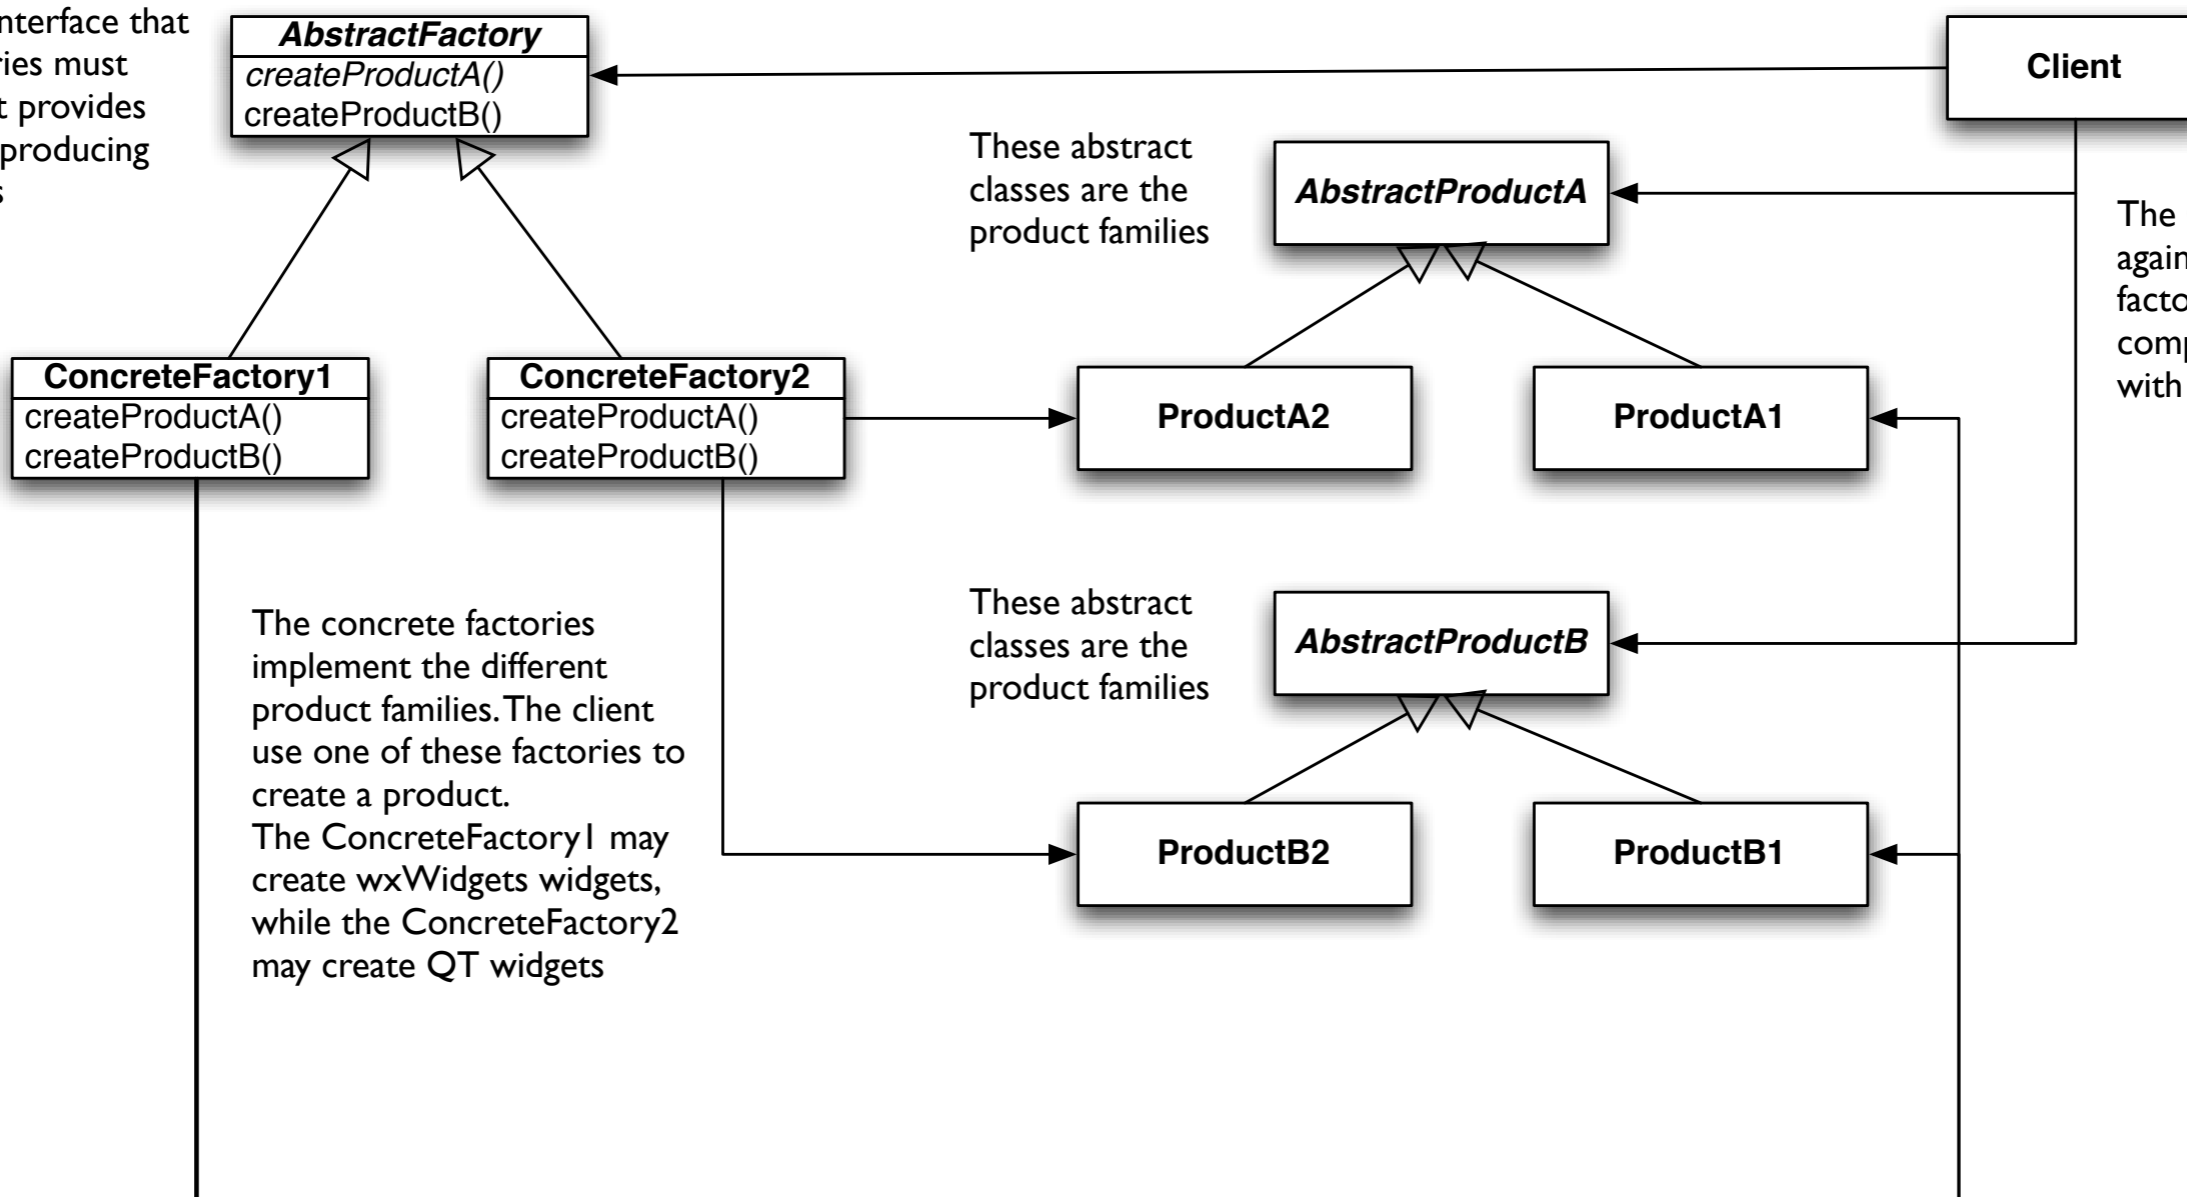 nterface that
ries must
t provides
producing
s
AbstractFactory
createProductA()
createProductB()
Client
These abstract
classes are the
product families
AbstractProductA
The
again
facto
comp
with
ConcreteFactory1
createProductA()
createProductB()
ConcreteFactory2
createProductA()
createProductB()
ProductA2
ProductA1
The concrete factories
implement the different
product families. The client
use one of these factories to
create a product.
The ConcreteFactory1 may
create wxWidgets widgets,
while the ConcreteFactory2
may create QT widgets
These abstract
classes are the
product families
AbstractProductB
ProductB2
ProductB1